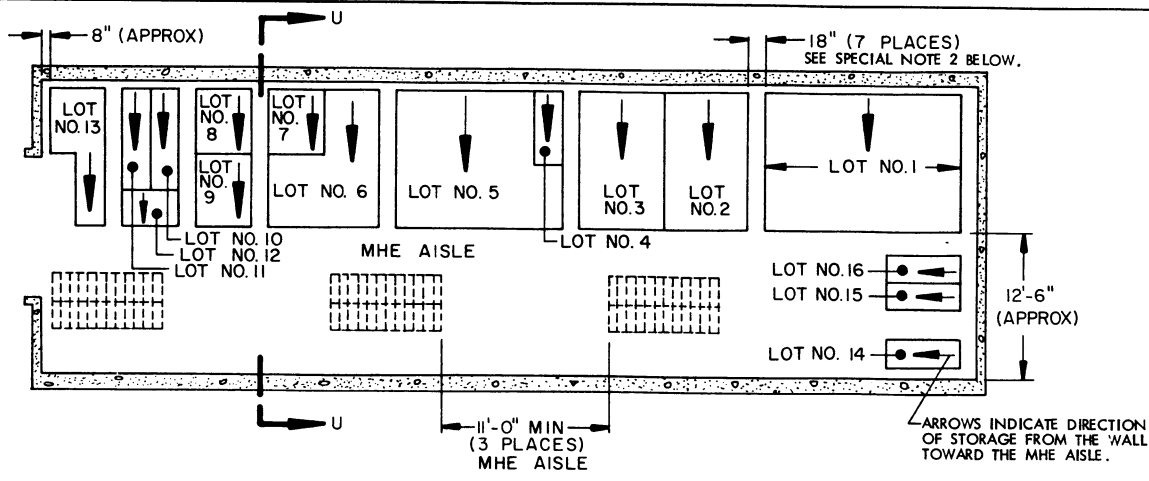 U
8" (APPROX)
18" (7 PLACES)
SEE SPECIAL NOTE 2 BELOW.
LOT
NO. 13
LOT
NO.
8
LOT
NO.
7
LOT
NO.
9
LOT NO. 6
LOT NO. 5
LOT
NO.3
LOT
NO.2
LOT NO. 1
LOT NO. 10
LOT NO. 12
LOT NO. 11
MHE AISLE
LOT NO. 4
LOT NO. 16
LOT NO. 15
LOT NO. 14
12'-6"
(APPROX)
U
11'-0" MIN
(3 PLACES)
MHE AISLE
ARROWS INDICATE DIRECTION
OF STORAGE FROM THE WALL
TOWARD THE MHE AISLE.